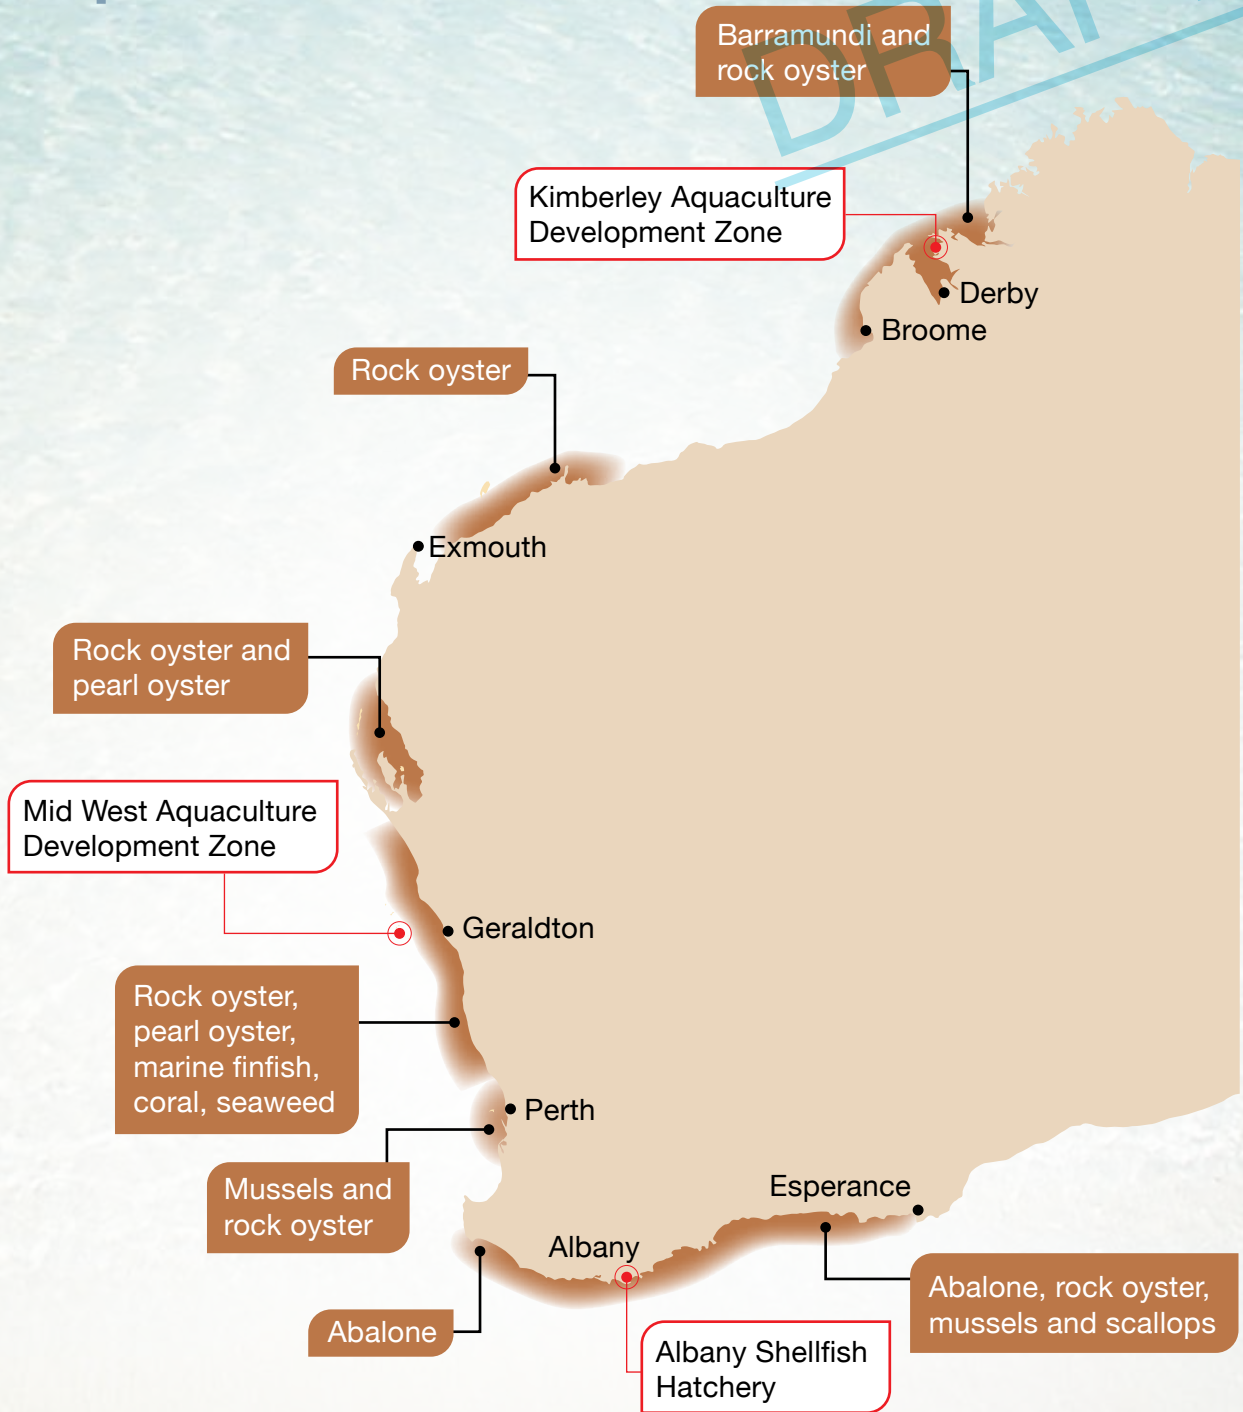 DRAF
Barramundi and
rock oyster
Kimberley Aquaculture
Development Zone
Derby
Broome
Rock oyster
Exmouth
Rock oyster and
pearl oyster
Mid West Aquaculture
Development Zone
Geraldton
Rock oyster,
pearl oyster,
marine finfish,
coral, seaweed
Perth
Mussels and
rock oyster
Esperance
Albany
Abalone, rock oyster,
mussels and scallops
Abalone
Albany Shellfish
Hatchery